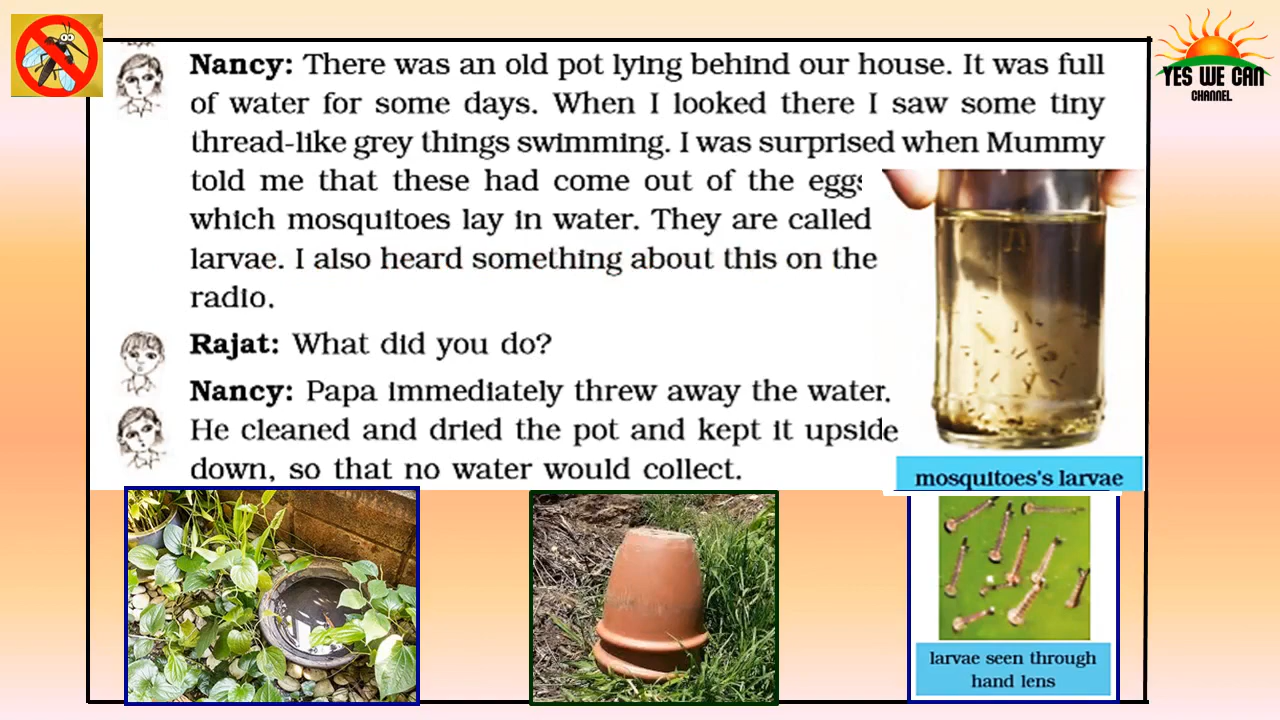 Nancy: There was an old pot lying behind our house. It was full
of water for some days. When I looked there I saw some tiny
thread-like grey things swimming. I was surprised when Mummy
told me that these had come out of the eggs
which mosquitoes lay in water. They are called
larvae. I also heard something about this on the
radio.
Rajat: What did you do?
Nancy: Papa immediately threw away the water.
He cleaned and dried the pot and kept it upside
down, so that no water would collect.
mosquitoes's larvae
larvae seen through
hand lens
YES WE CAN
CHANNEL